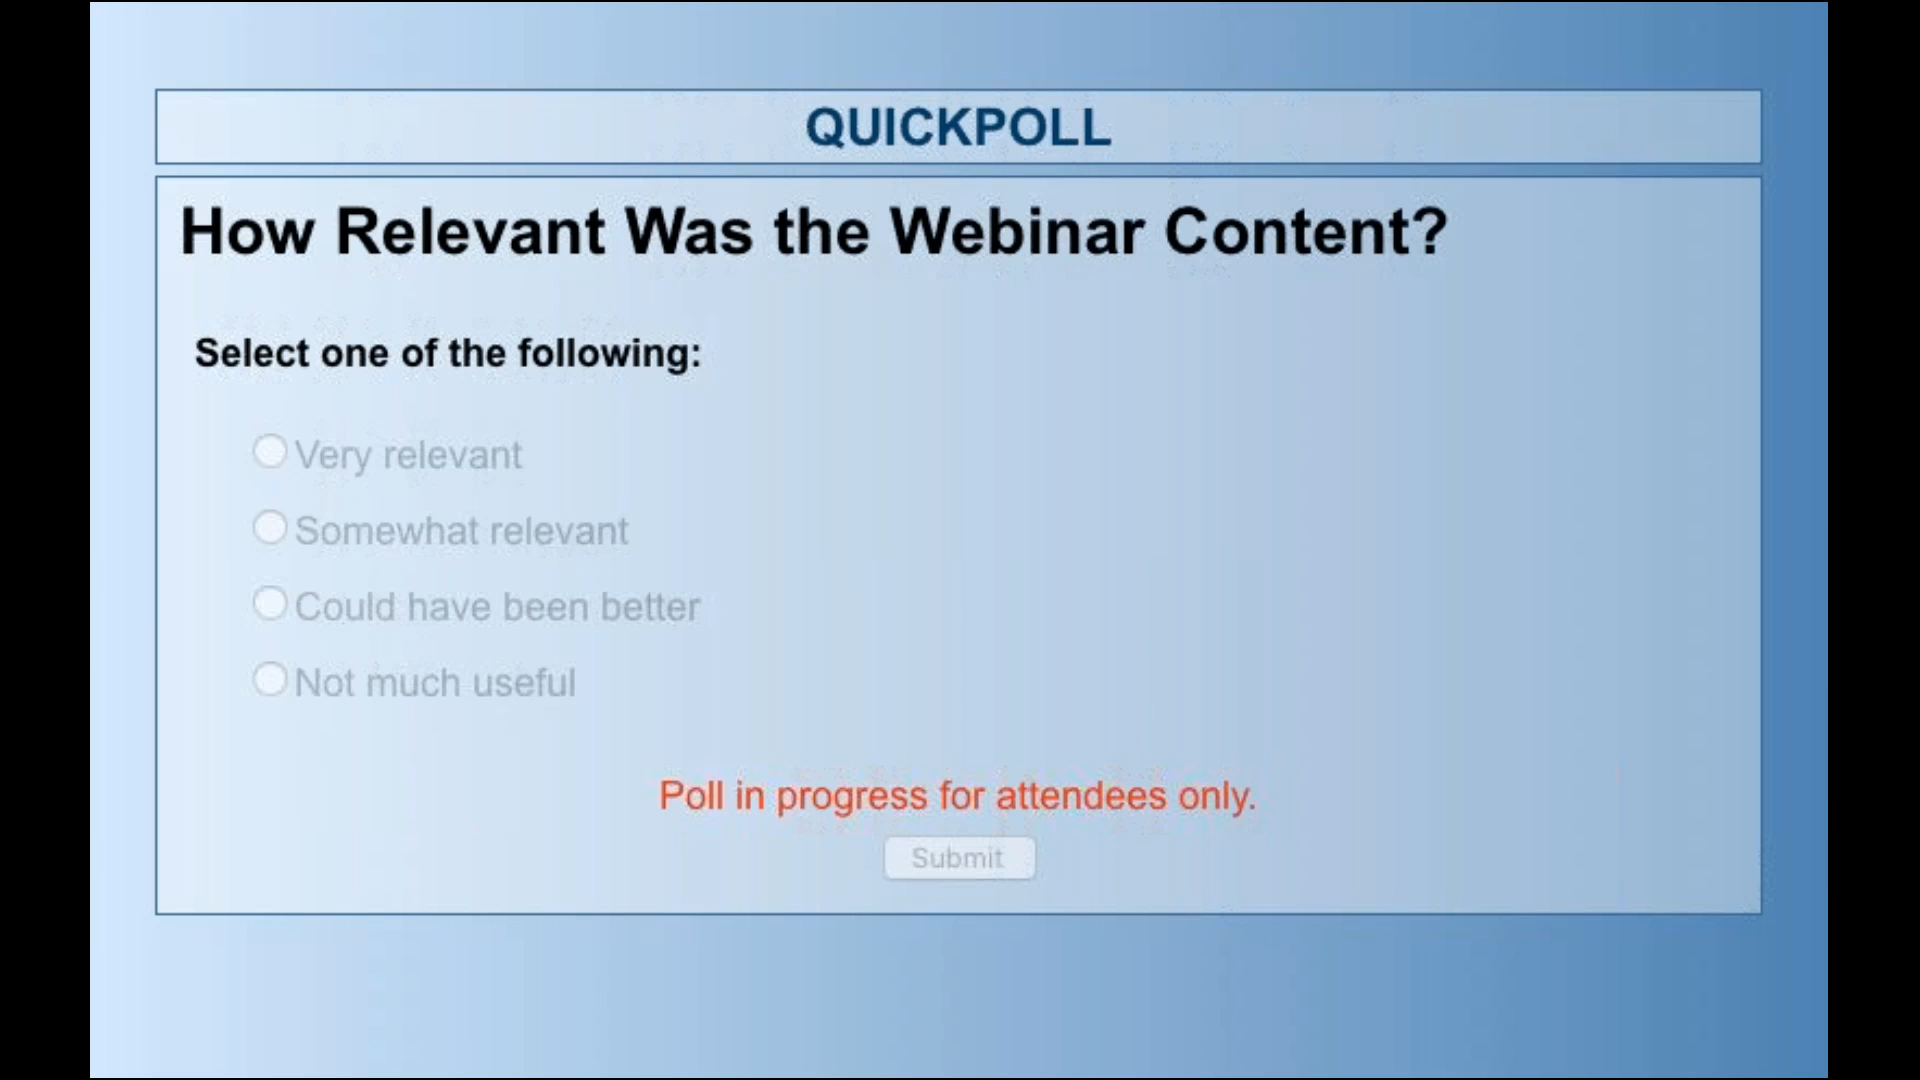 QUICKPOLL
How Relevant Was the Webinar Content?
Select one of the following:
Very relevant
Somewhat relevant
Could have been better
Not much useful
Poll in progress for attendees only.
Submit